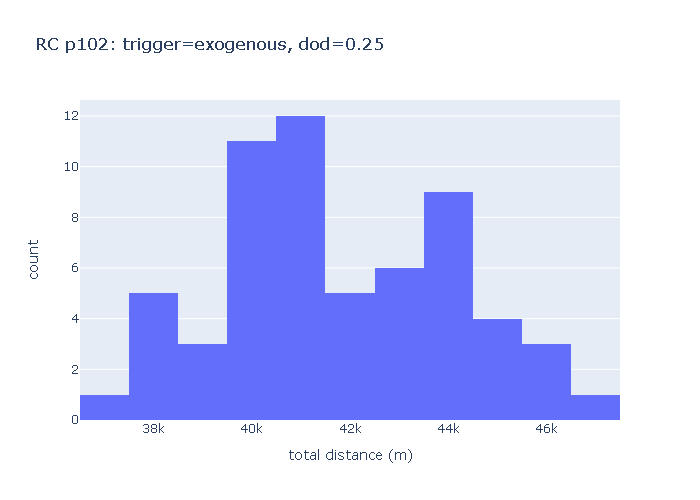 RC p102: trigger=exogenous, dod=0.25
12
10
8
6
4
2
0
count
38k 40k 42k 44k 46k
total distance (m)